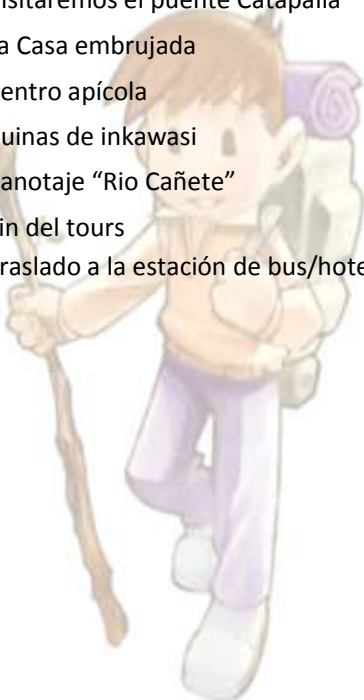 isitaremos el puente Catapalla
a Casa embrujada
entro apícola
uinas de inkawasi
anotaje “Rio Cañete”
in del tours
raslado a la estación de bus/hote